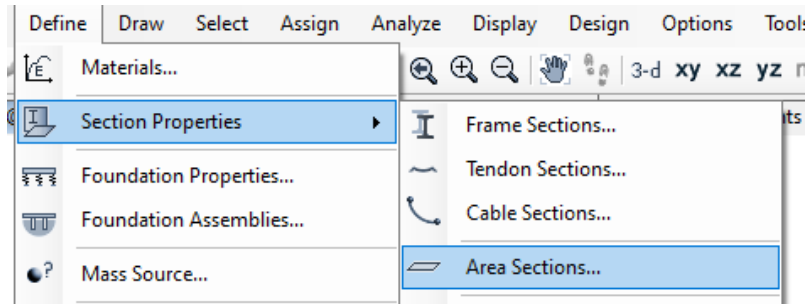 Define Draw Select Assign Analyze Display Design Options Tools
Materials...
3-d xy xz yz
Section Properties
Frame Sections...
Foundation Properties...
Tendon Sections...
Foundation Assemblies...
Cable Sections...
Mass Source...
Area Sections...